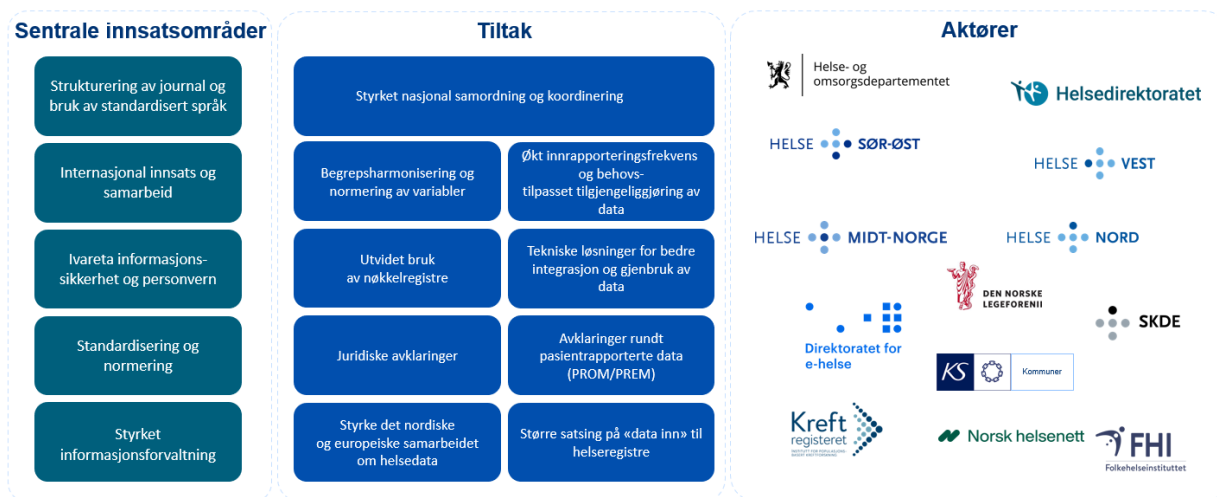 Sentrale innsatsområder
Strukturering av journal og
bruk av standardisert språk
Internasjonal innsats og
samarbeid
Ivareta informasjons-
sikkerhet og personvern
Standardisering og
normering
Styrket
informasjonsforvaltning
Tiltak
Styrket nasjonal samordning og koordinering
Begrepsharmonisering og
normering av variabler
Økt innrapporteringsfrekvens
og behovs-
tilpasset tilgjengeliggjøring av
data
Utvidet bruk
av nøkkelregistre
Tekniske løsninger for bedre
integrasjon og gjenbruk av
data
Juridiske avklaringer
Avklaringer rundt
pasientrapporterte data
(PROM/PREM)
Styrke det nordiske
og europeiske samarbeidet
om helsedata
Større satsing på «data inn» til
helseregistre
Aktører
Helse- og
omsorgsdepartementet
Helsedirektoratet
HELSE SØR-ØST
HELSE VEST
HELSE MIDT-NORGE
HELSE NORD
DEN NORSKE
LEGEFORENII
SKDE
Direktoratet for
e-helse
KS Kommuner
Kreft
registeret
Norsk helsenett
FHI
Folkehelseinstituttet